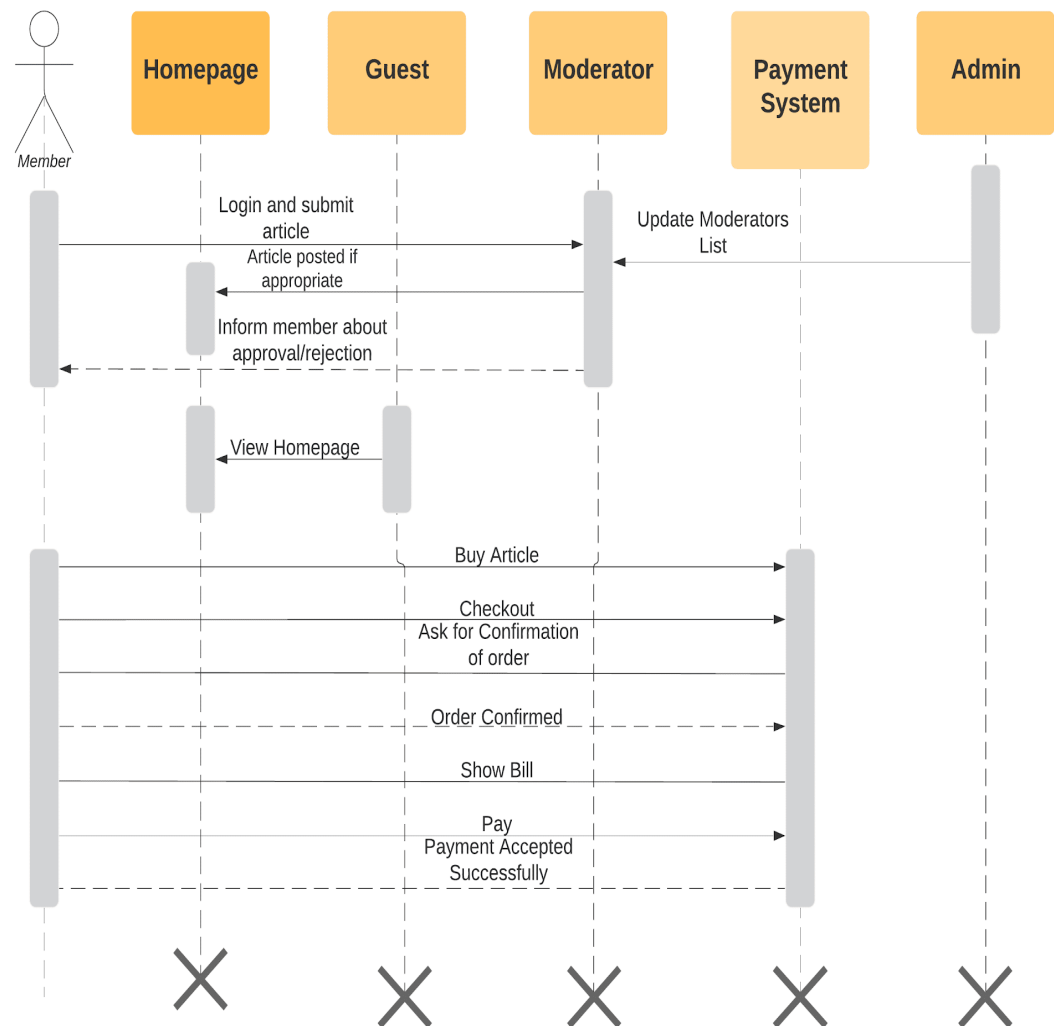 Homepage
Guest
Moderator
Payment
System
Admin
Member
Login and submit
article
Update Moderators
List
Article posted if
appropriate
Inform member about
approval/rejection
View Homepage
Buy Article
Checkout
Ask for Confirmation
of order
Order Confirmed
Show Bill
Pay
Payment Accepted
Successfully